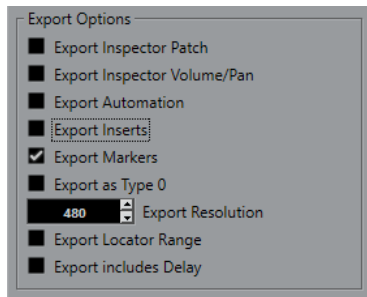 Export Options
Export Inspector Patch
Export Inspector Volume/Pan
Export Automation
Export Inserts
Export Markers
Export as Type 0
480 Export Resolution
Export Locator Range
Export includes Delay